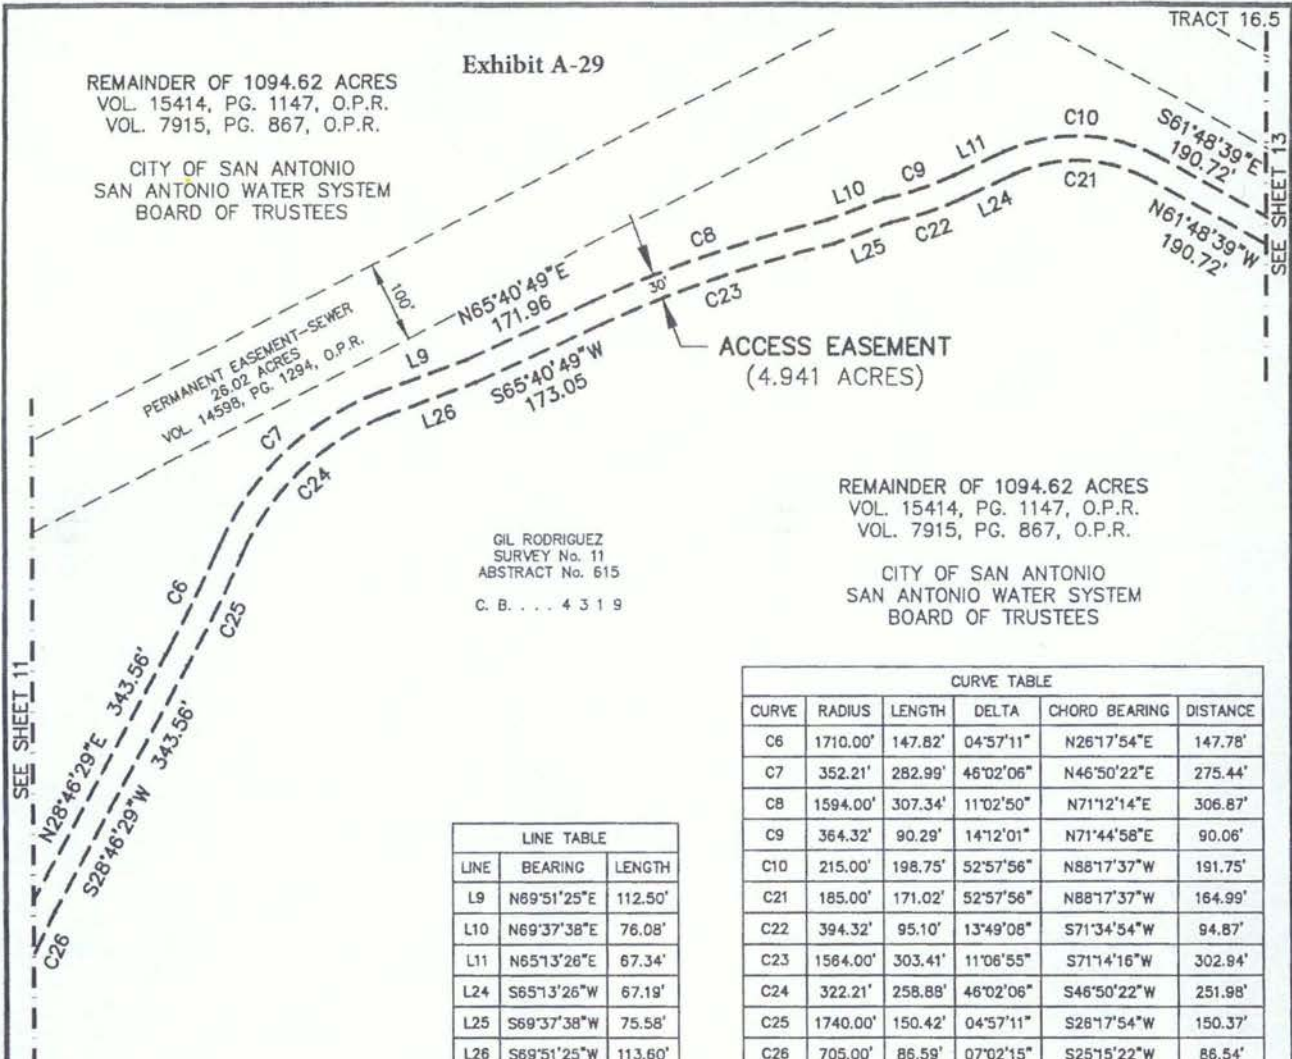 TRACT 16.5
Exhibit A-29
REMAINDER OF 1094.62 ACRES
VOL. 15414, PG. 1147, O.P.R.
VOL. 7915, PG. 867, O.P.R.
CITY OF SAN ANTONIO
SAN ANTONIO WATER SYSTEM
BOARD OF TRUSTEES
C10
S61°48'39"E
190.72'
SEE SHEET 13
L11
C9
L10
C21
L24
C22
N61°48'39"W
190.72'
L25
C8
30'
C23
100'
N65°40'49"E
171.96
PERMANENT EASEMENT-SEWER
26.02 ACRES
VOL. 14598, PG. 1294, O.P.R.
L9
ACCESS EASEMENT
(4.941 ACRES)
S65°40'49"W
173.05
L26
C7
C24
REMAINDER OF 1094.62 ACRES
VOL. 15414, PG. 1147, O.P.R.
VOL. 7915, PG. 867, O.P.R.
CITY OF SAN ANTONIO
SAN ANTONIO WATER SYSTEM
BOARD OF TRUSTEES
GIL RODRIGUEZ
SURVEY No. 11
ABSTRACT No. 615
C. B. . . . 4 3 1 9
C6
C25
SEE SHEET 11
N28°46'29"E 343.56'
S28°46'29"W 343.56'
C26
LINE TABLE
LINE BEARING LENGTH
L9 N69°51'25"E 112.50'
L10 N69°37'38"E 76.08'
L11 N65°13'26"E 67.34'
L24 S65°13'26"W 67.19'
L25 S69°37'38"W 75.58'
L26 S69°51'25"W 113.60'
CURVE TABLE
CURVE RADIUS LENGTH DELTA CHORD BEARING DISTANCE
C6 1710.00' 147.82' 04°57'11" N26°17'54"E 147.78'
C7 352.21' 282.99' 46°02'06" N46°50'22"E 275.44'
C8 1594.00' 307.34' 11°02'50" N71°12'14"E 306.87'
C9 364.32' 90.29' 14°12'01" N71°44'58"E 90.06'
C10 215.00' 198.75' 52°57'56" N88°17'37"W 191.75'
C21 185.00' 171.02' 52°57'56" N88°17'37"W 164.99'
C22 394.32' 95.10' 13°49'08" S71°34'54"W 94.87'
C23 1564.00' 303.41' 11°06'55" S71°14'16"W 302.94'
C24 322.21' 258.88' 46°02'06" S46°50'22"W 251.98'
C25 1740.00' 150.42' 04°57'11" S26°17'54"W 150.37'
C26 705.00' 86.59' 07°02'15" S25°15'22"W 86.54'